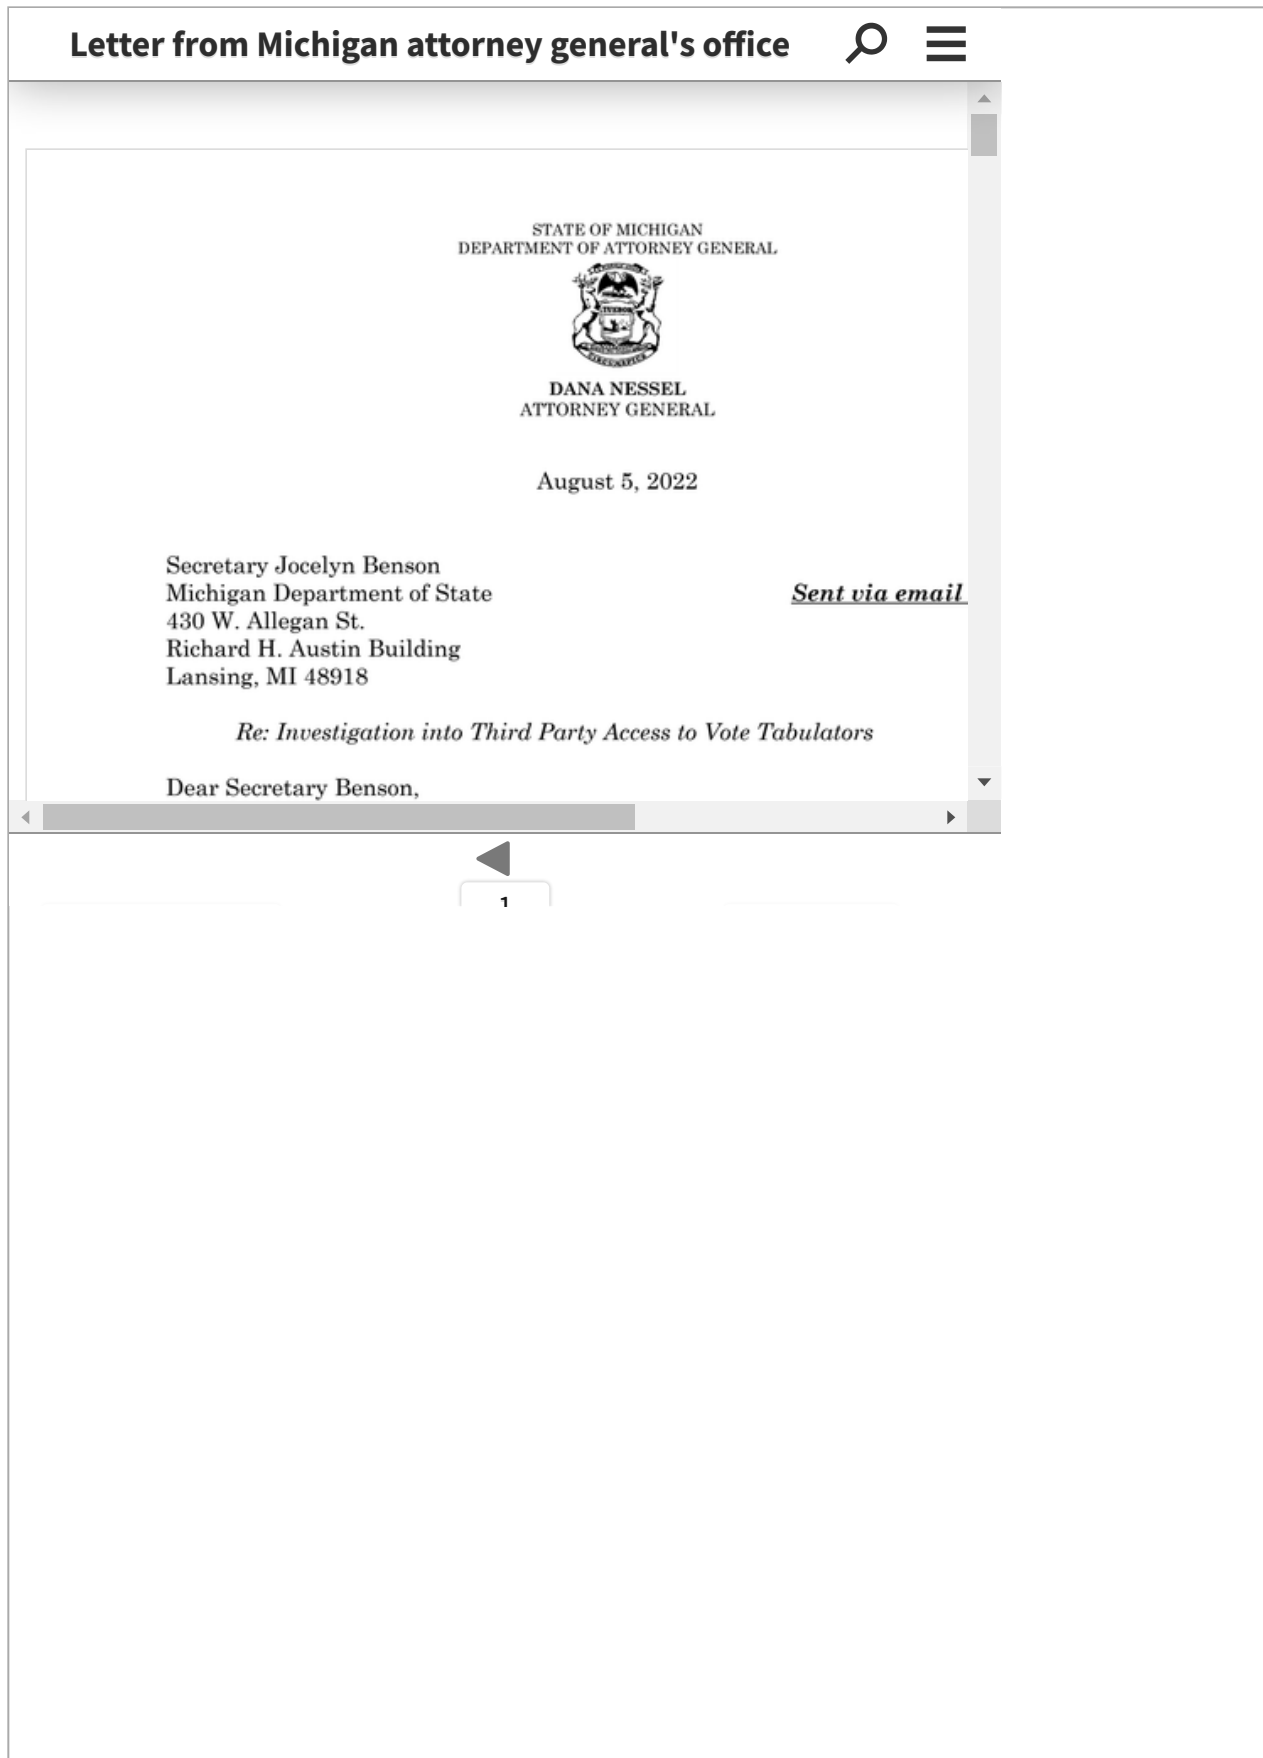 Letter from Michigan attorney general's office
STATE OF MICHIGAN
DEPARTMENT OF ATTORNEY GENERAL
TUEBOR
CIRCUMSPICE
DANA NESSEL
ATTORNEY GENERAL
August 5, 2022
Secretary Jocelyn Benson
Michigan Department of State
Sent via email
430 W. Allegan St.
Richard H. Austin Building
Lansing, MI 48918
Re: Investigation into Third Party Access to Vote Tabulators
Dear Secretary Benson,
1